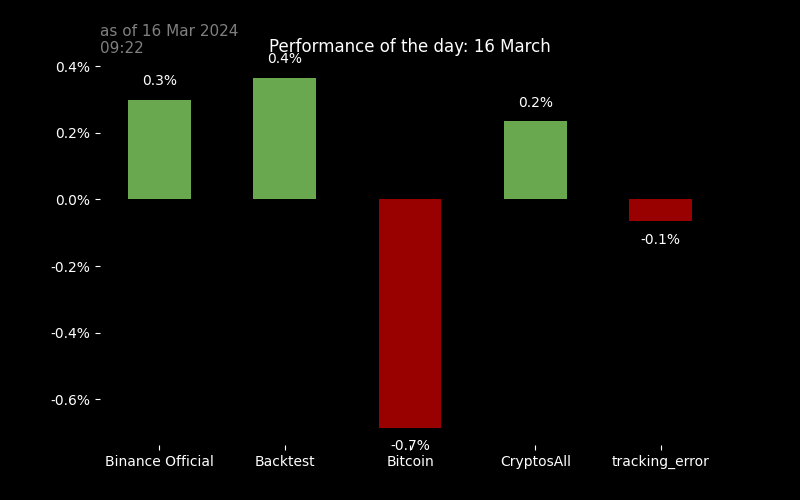 as of 16 Mar 2024
09:22
Performance of the day: 16 March
0.4%
0.2%
0.0%
-0.2%
-0.4%
-0.6%
0.3%
0.4%
-0.7%
0.2%
-0.1%
Binance Official
Backtest
Bitcoin
CryptosAll
tracking_error